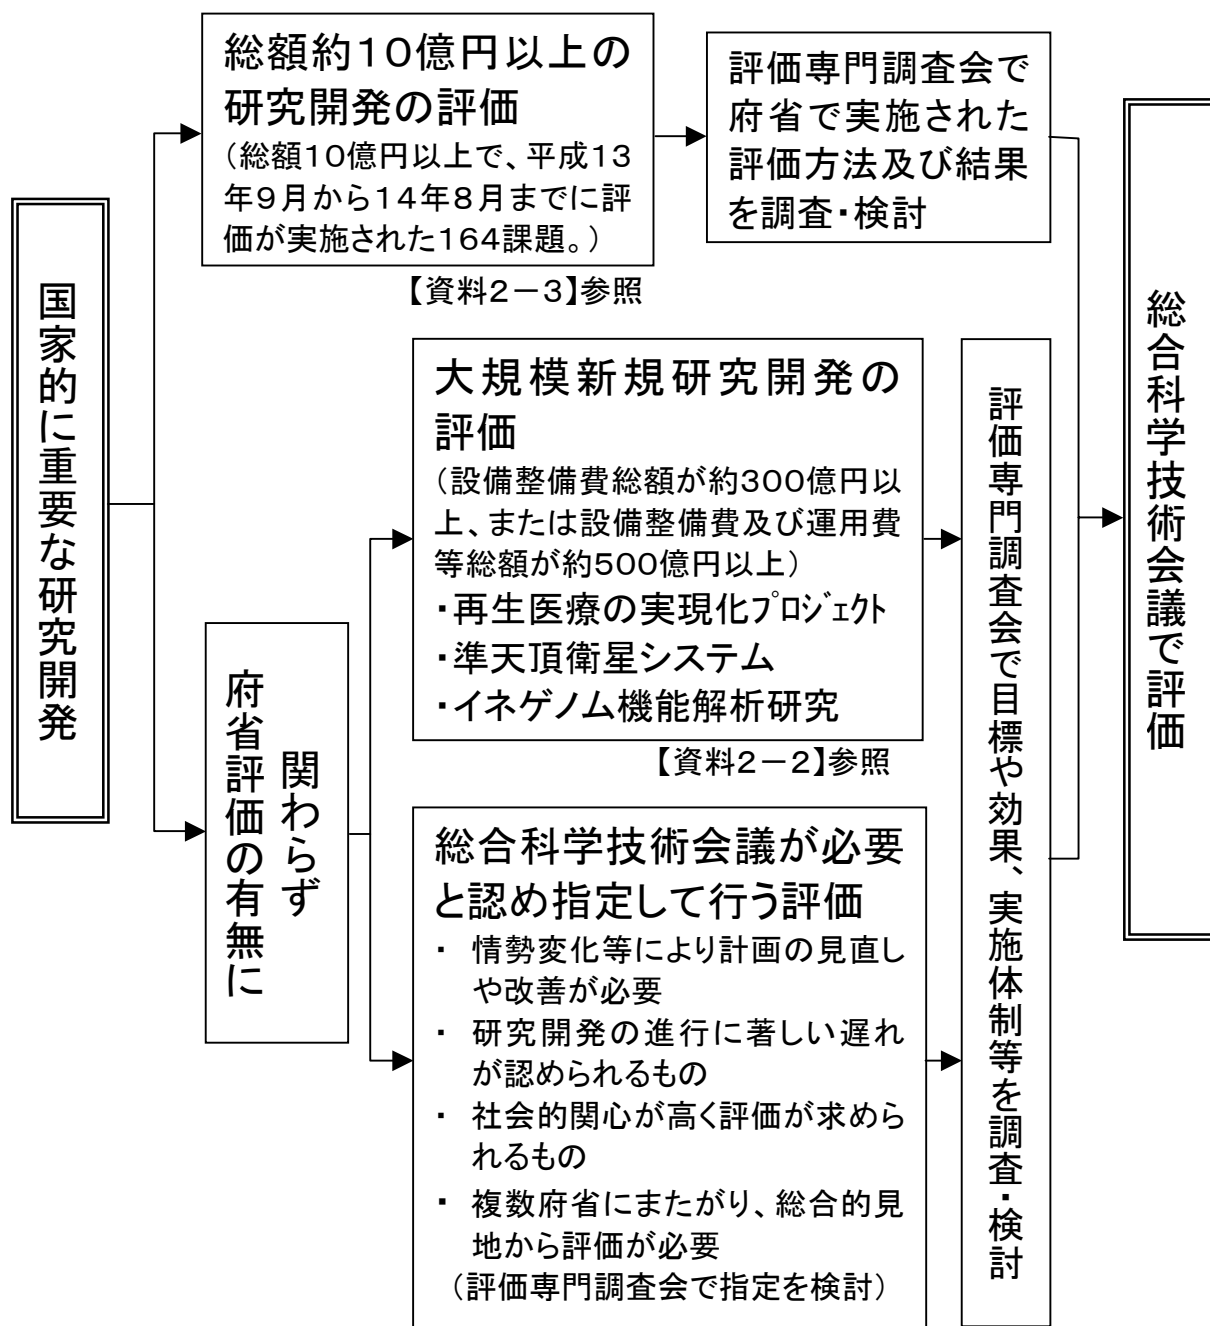 国家的に重要な研究開発
総額約10億円以上の
研究開発の評価
（総額10億円以上で、平成13
年9月から14年8月までに評
価が実施された164課題。）
【資料2－3】参照
評価専門調査会で
府省で実施された
評価方法及び結果
を調査・検討
府省評価の有無に
関わらず
大規模新規研究開発の
評価
（設備整備費総額が約300億円以
上、または設備整備費及び運用費
等総額が約500億円以上）
・再生医療の実現化ﾌﾟﾛｼﾞｪｸﾄ
・準天頂衛星システム
・イネゲノム機能解析研究
【資料2－2】参照
総合科学技術会議が必要
と認め指定して行う評価
・ 情勢変化等により計画の見直し
や改善が必要
・ 研究開発の進行に著しい遅れ
が認められるもの
・ 社会的関心が高く評価が求めら
れるもの
・ 複数府省にまたがり、総合的見
地から評価が必要
（評価専門調査会で指定を検討）
評価専門調査会で目標や効果、実施体制等を調査・検討
総合科学技術会議で評価